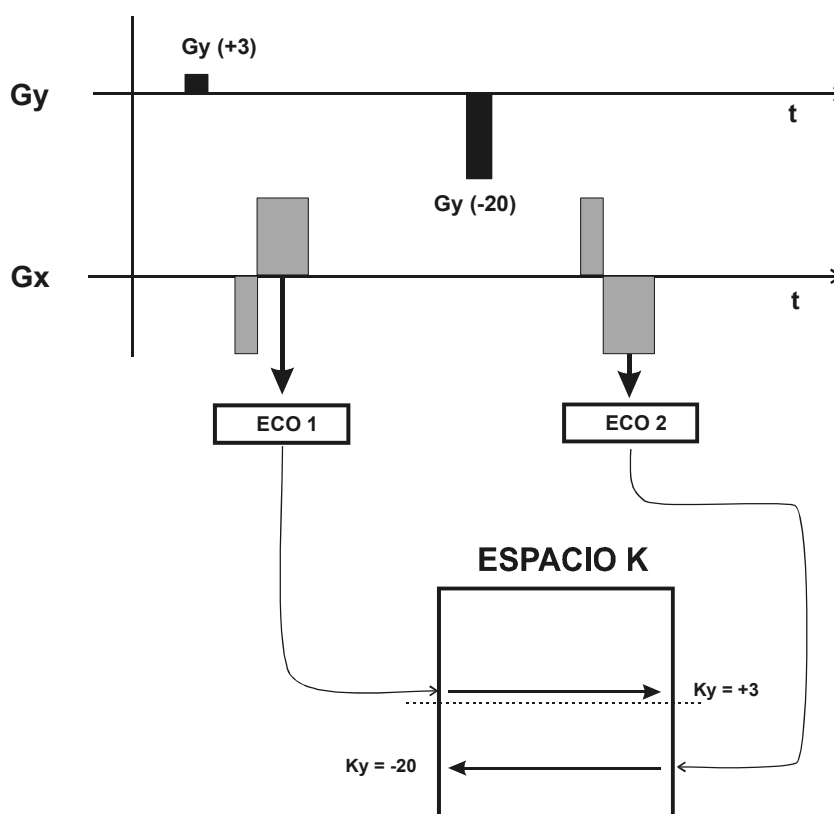 Gy (+3)
Gy
t
Gy (-20)
Gx
t
ECO 1
ECO 2
ESPACIO K
Ky = +3
Ky = -20